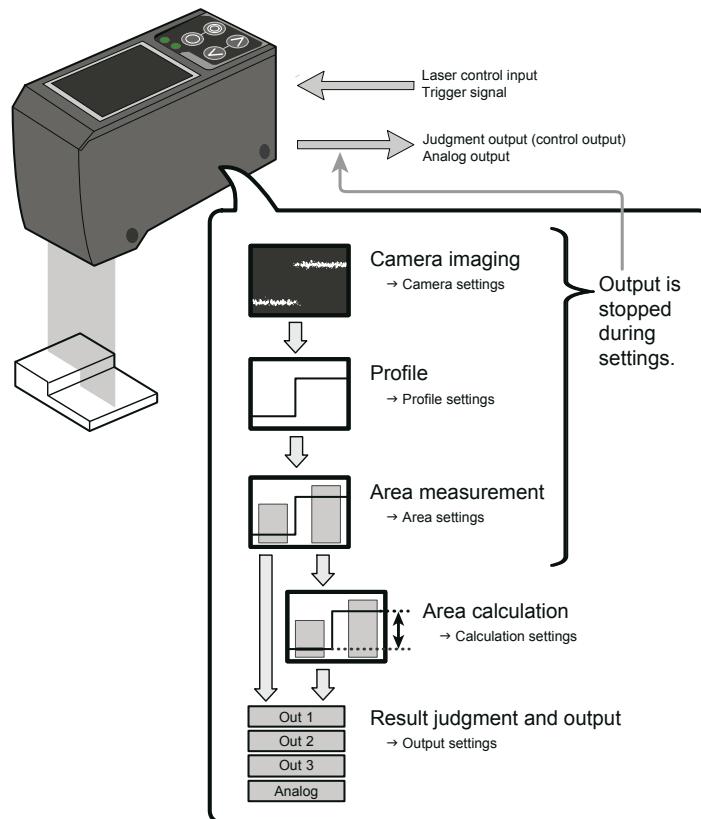 Laser control input
Trigger signal
Judgment output (control output)
Analog output
Camera imaging
→ Camera settings
Output is
stopped
during
settings.
Profile
→ Profile settings
Area measurement
→ Area settings
Area calculation
→ Calculation settings
Result judgment and output
→ Output settings
Out 1
Out 2
Out 3
Analog